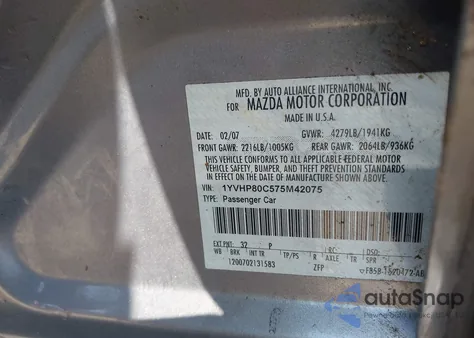 MFD. BY AUTO ALLIANCE INTERNATIONAL, INC.
FOR MAZDA MOTOR CORPORATION
MADE IN U.S.A.
02/07 GVWR: 4279LB/1941KG
FRONT GAWR: 2216LB/1005KG REAR GAWR: 2064LB/936KG
THIS VEHICLE CONFORMS TO ALL APPLICABLE FEDERAL MOTOR
VEHICLE SAFETY, BUMPER, AND THEFT PREVENTION STANDARDS
IN EFFECT ON THE DATE OF MANUFACTURE SHOWN ABOVE.
VIN: 1YVHP80C575M42075
TYPE: Passenger Car
EXT PNT: 32 P RC: DSO:
WB BRK INT TR TP/PS R AXLE TR SPR
1200702131583 ZFP
autoSnap